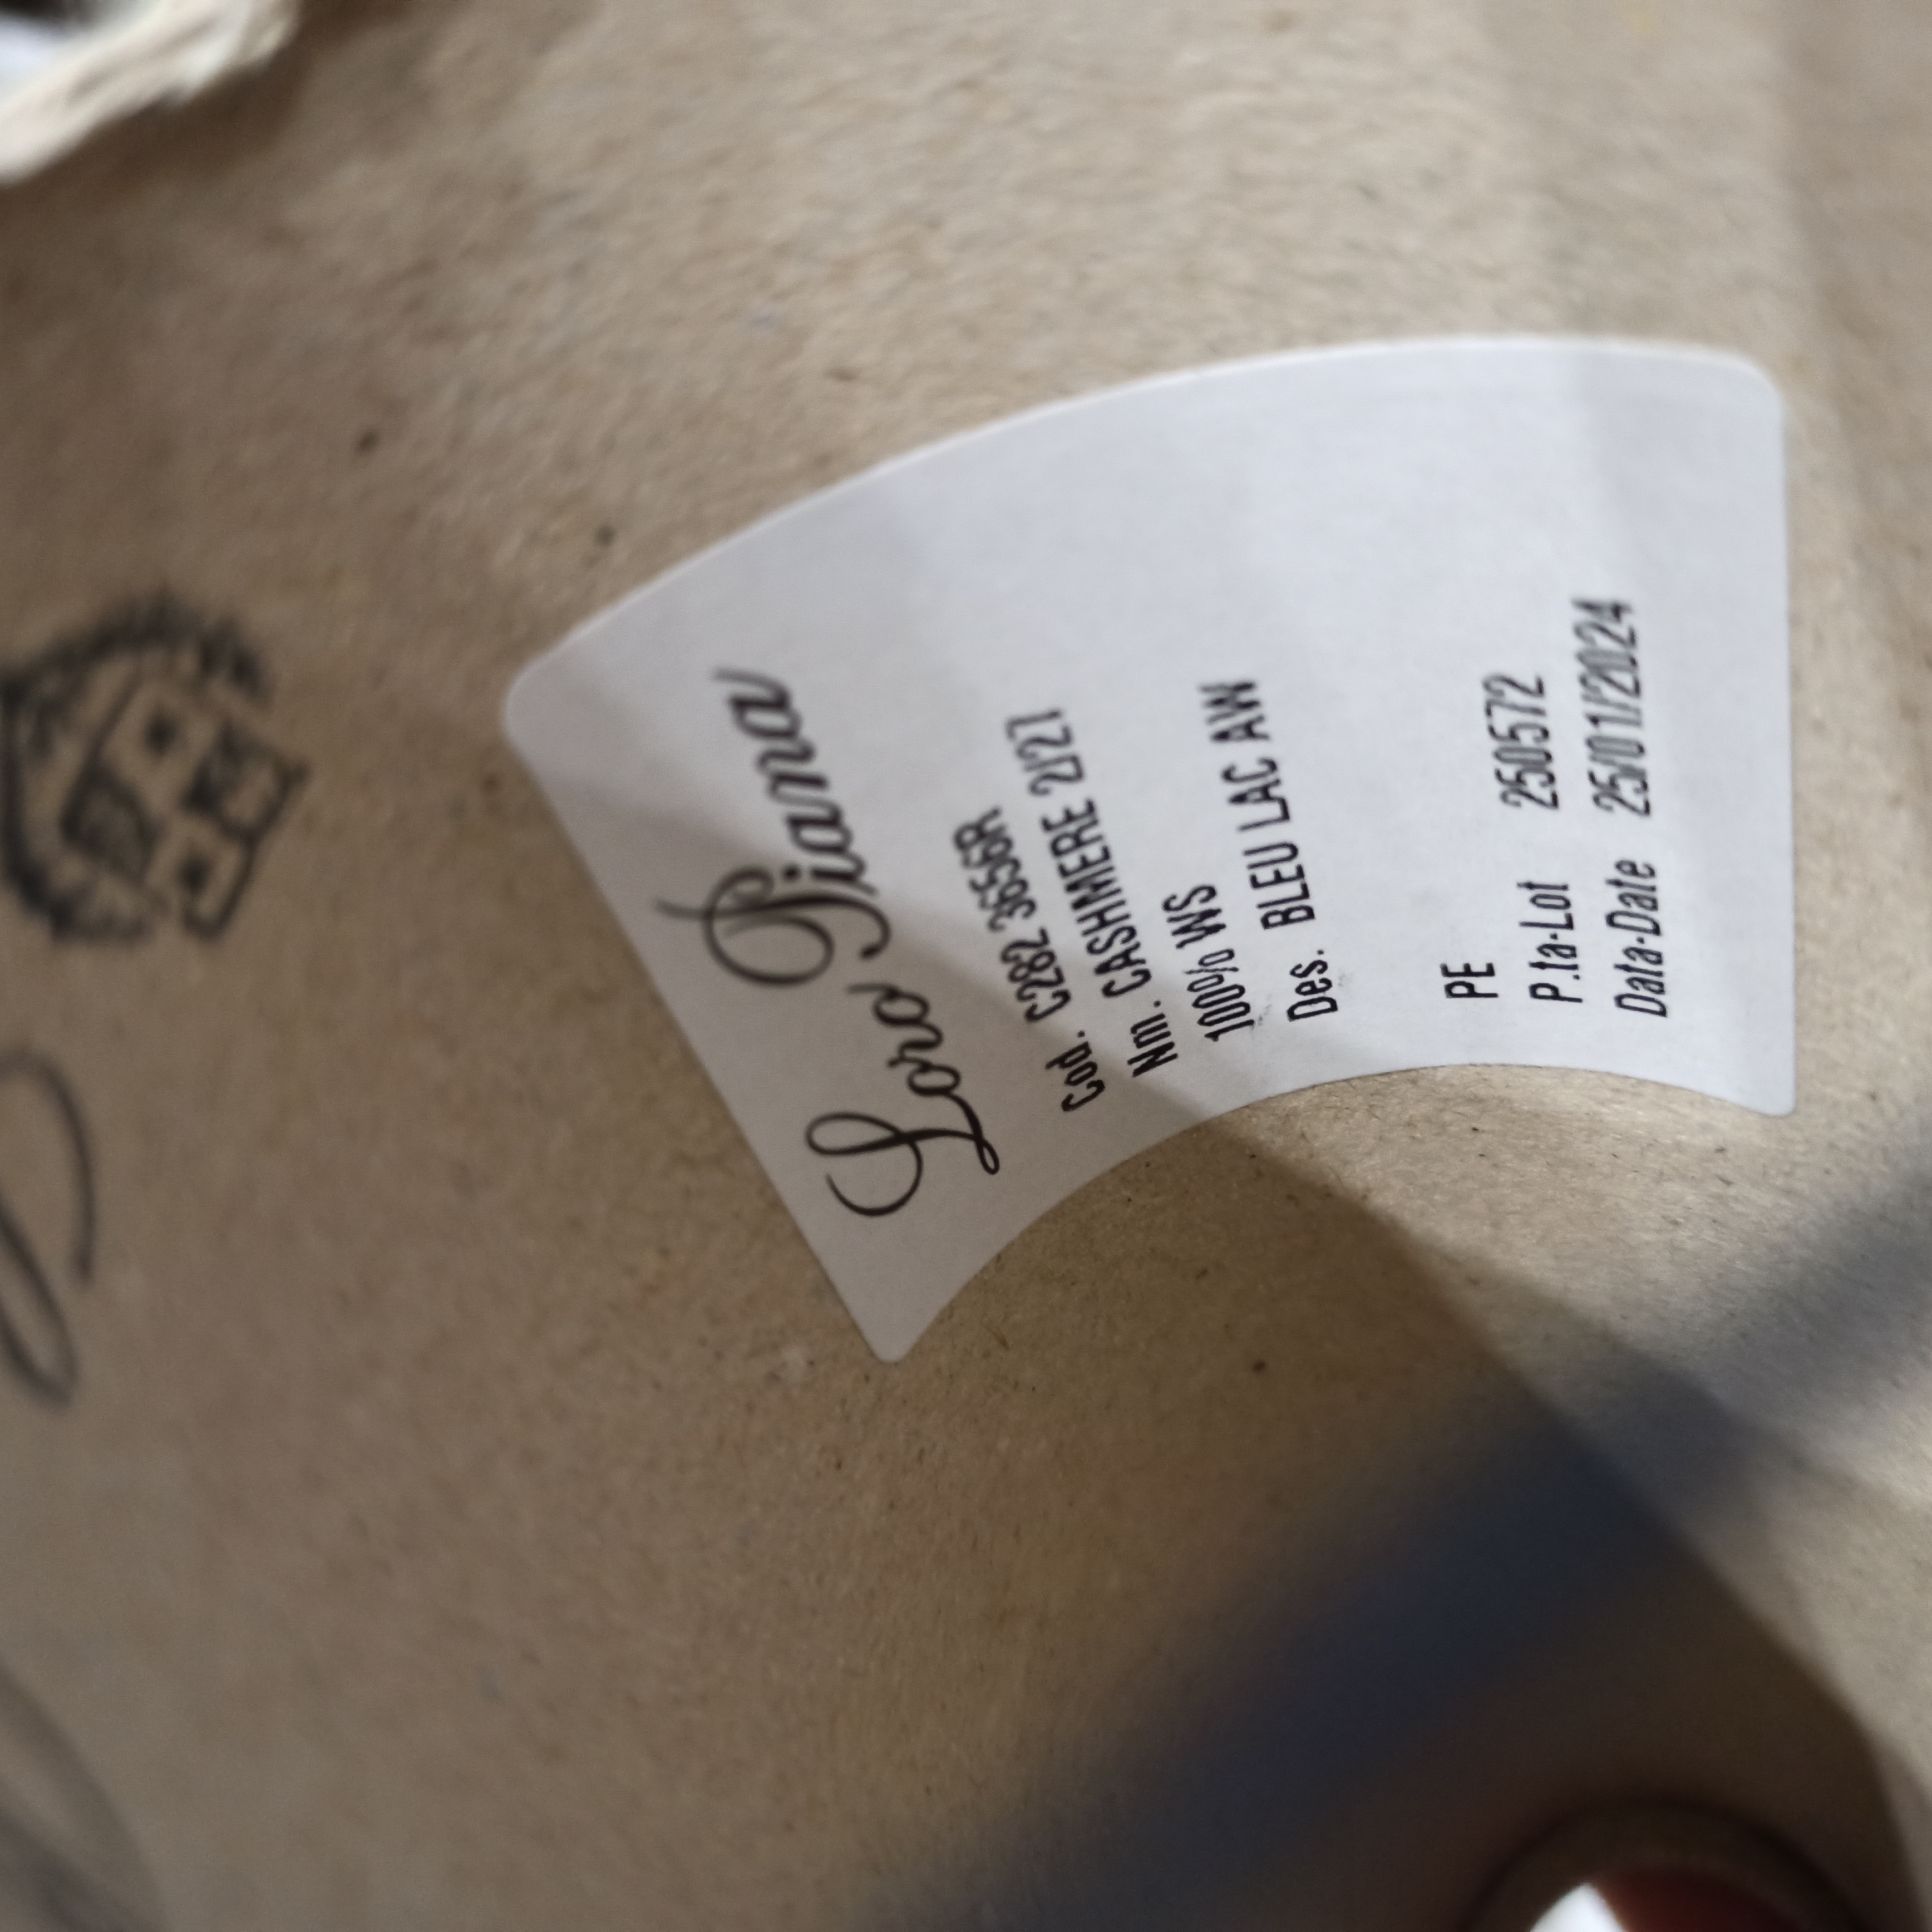 Loro Piana
Cod. C282 3656R
Nm. CASHMERE 2/27
100% WS
Des. BLEU LAC AW
PE
P.ta-Lot 250572
Data-Date 25/01/2024